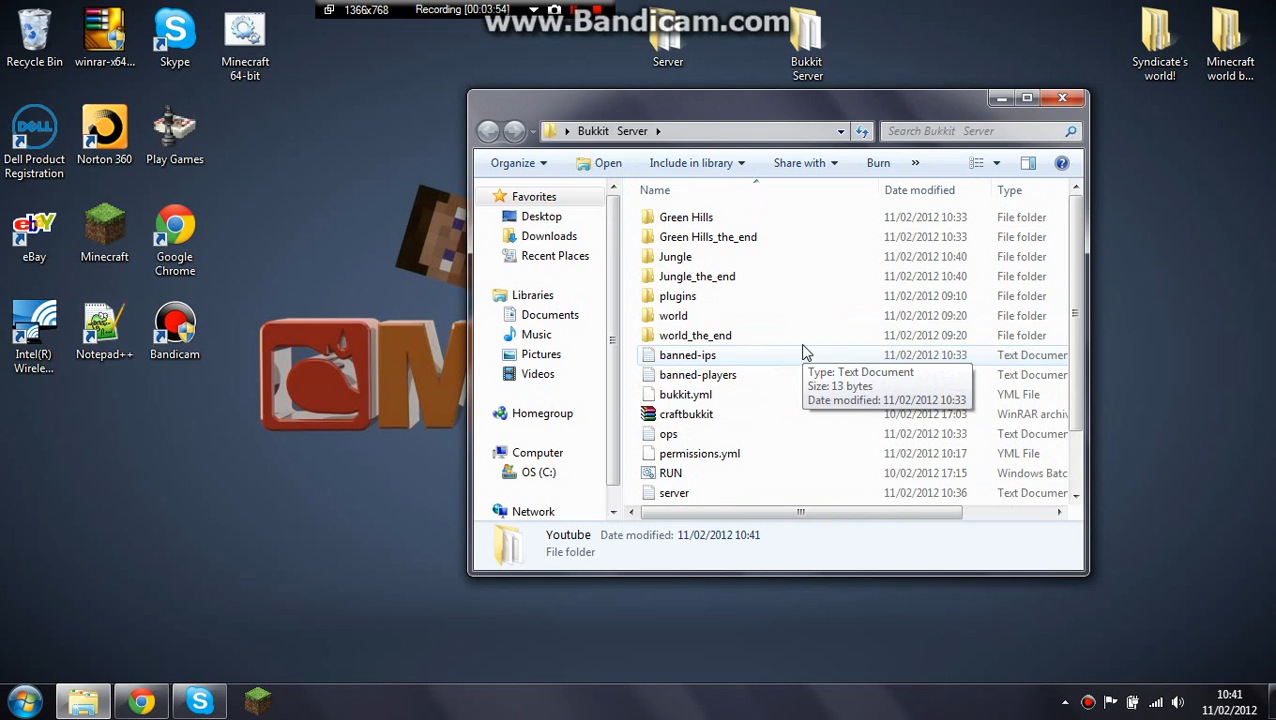 1366x768 Recording [00:03:54]
www.Bandicam.com
Recycle Bin
winrar-x64...
Skype
Minecraft
64-bit
Server
Bukkit
Server
Syndicate's
world!
Minecraft
world b...
Dell Product
Registration
Norton 360
Play Games
eBay
Minecraft
Google
Chrome
Intel(R)
Wirele...
Notepad++
Bandicam
Bukkit Server
Search Bukkit Server
Organize
Open
Include in library
Share with
Burn
»
Favorites
Desktop
Downloads
Recent Places
Libraries
Documents
Music
Pictures
Videos
Homegroup
Computer
OS (C:)
Network
Name Date modified Type
Green Hills 11/02/2012 10:33 File folder
Green Hills_the_end 11/02/2012 10:33 File folder
Jungle 11/02/2012 10:40 File folder
Jungle_the_end 11/02/2012 10:40 File folder
plugins 11/02/2012 09:10 File folder
world 11/02/2012 09:20 File folder
world_the_end 11/02/2012 09:20 File folder
banned-ips 11/02/2012 10:33 Text Documer
banned-players Text Documer
bukkit.yml YML File
craftbukkit 10/02/2012 17:03 WinRAR archiv
ops 11/02/2012 10:33 Text Documer
permissions.yml 11/02/2012 10:17 YML File
RUN 10/02/2012 17:15 Windows Batc
server 11/02/2012 10:36 Text Documer
Type: Text Document
Size: 13 bytes
Date modified: 11/02/2012 10:33
Youtube Date modified: 11/02/2012 10:41
File folder
M
10:41
11/02/2012